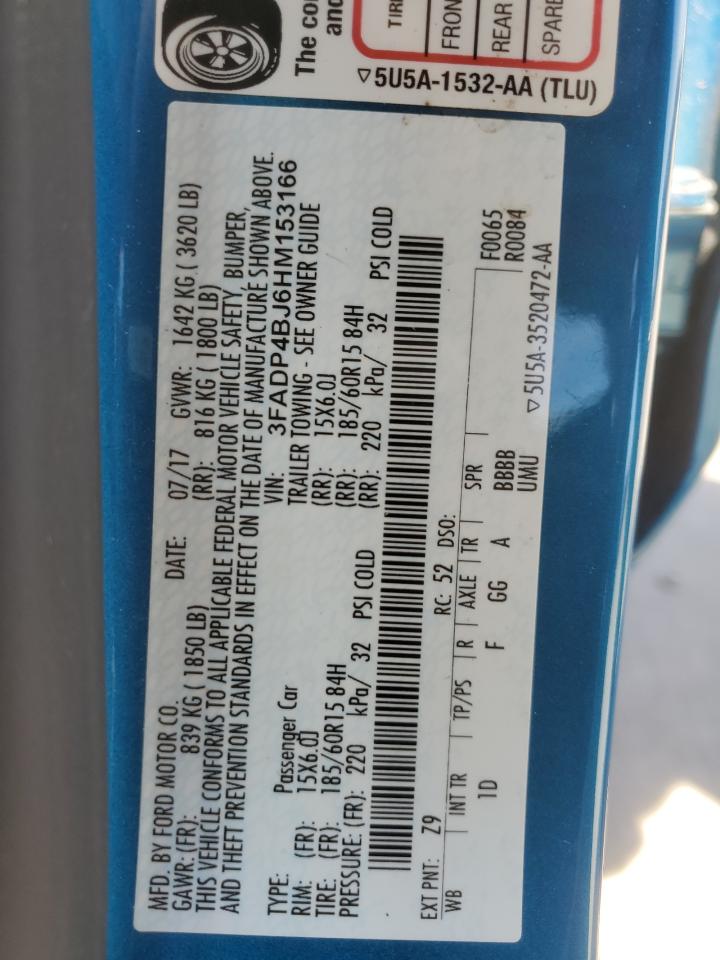 The co
and
TIRE
FRON
REAR
SPARE
▽5U5A-1532-AA (TLU)
MFD. BY FORD MOTOR CO. DATE: 07/17 GVWR: 1642 KG ( 3620 LB)
GAWR: (FR): 839 KG ( 1850 LB) (RR): 816 KG ( 1800 LB)
THIS VEHICLE CONFORMS TO ALL APPLICABLE FEDERAL MOTOR VEHICLE SAFETY, BUMPER,
AND THEFT PREVENTION STANDARDS IN EFFECT ON THE DATE OF MANUFACTURE SHOWN ABOVE.
VIN: 3FADP4BJ6HM153166
TYPE: Passenger Car TRAILER TOWING - SEE OWNER GUIDE
RIM: (FR): 15X6.0J (RR): 15X6.0J
TIRE: (FR): 185/60R15 84H (RR): 185/60R15 84H
PRESSURE: (FR): 220 kPa/ 32 PSI COLD (RR): 220 kPa/ 32 PSI COLD
EXT PNT: Z9 RC: 52 DSO:
WB INT TR TP/PS R AXLE TR SPR F0065
1D F GG A BBBB R0084
UMU
▽5U5A-3520472-AA